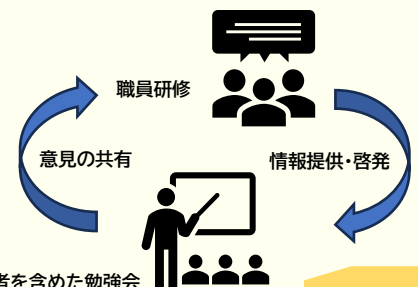 職員研修
意見の共有
情報提供・啓発
者を含めた勉強会